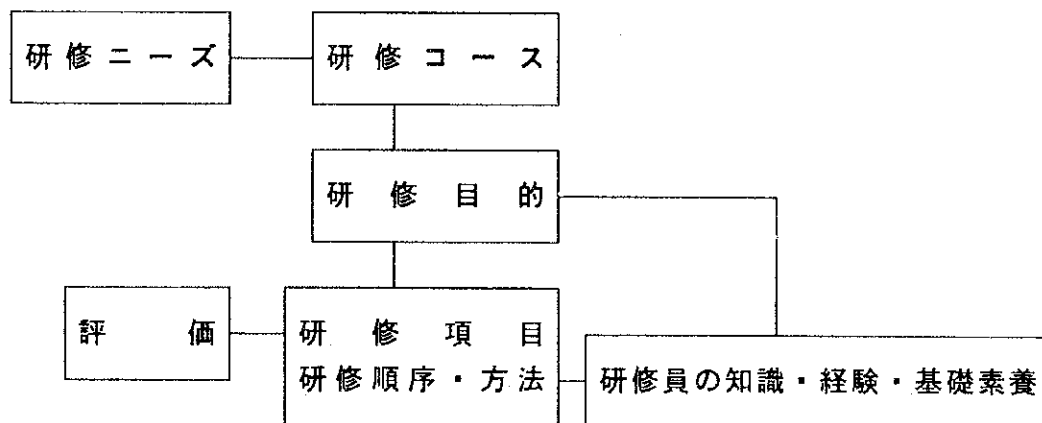 研修ニーズ
研修コース
研修目的
評価
研修項目
研修順序・方法
研修員の知識・経験・基礎素養